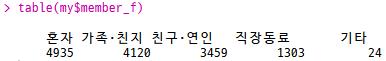 > table(my$member_f)
혼자 가족·친지 친구·연인 직장동료 기타
4935 4120 3459 1303 24